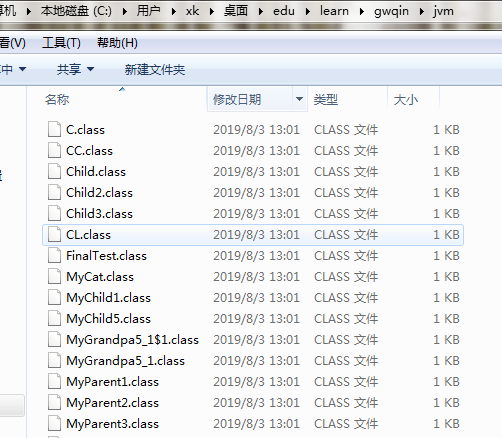 算机 ▸ 本地磁盘 (C:) ▸ 用户 ▸ xk ▸ 桌面 ▸ edu ▸ learn ▸ gwqin ▸ jvm
看(V) 工具(T) 帮助(H)
中 ▼ 共享 ▼ 新建文件夹
名称 修改日期 类型 大小
C.class 2019/8/3 13:01 CLASS 文件 1 KB
CC.class 2019/8/3 13:01 CLASS 文件 1 KB
Child.class 2019/8/3 13:01 CLASS 文件 1 KB
Child2.class 2019/8/3 13:01 CLASS 文件 1 KB
Child3.class 2019/8/3 13:01 CLASS 文件 1 KB
CL.class 2019/8/3 13:01 CLASS 文件 1 KB
FinalTest.class 2019/8/3 13:01 CLASS 文件 1 KB
MyCat.class 2019/8/3 13:01 CLASS 文件 1 KB
MyChild1.class 2019/8/3 13:01 CLASS 文件 1 KB
MyChild5.class 2019/8/3 13:01 CLASS 文件 1 KB
MyGrandpa5_1$1.class 2019/8/3 13:01 CLASS 文件 1 KB
MyGrandpa5_1.class 2019/8/3 13:01 CLASS 文件 1 KB
MyParent1.class 2019/8/3 13:01 CLASS 文件 1 KB
MyParent2.class 2019/8/3 13:01 CLASS 文件 1 KB
MyParent3.class 2019/8/3 13:01 CLASS 文件 1 KB